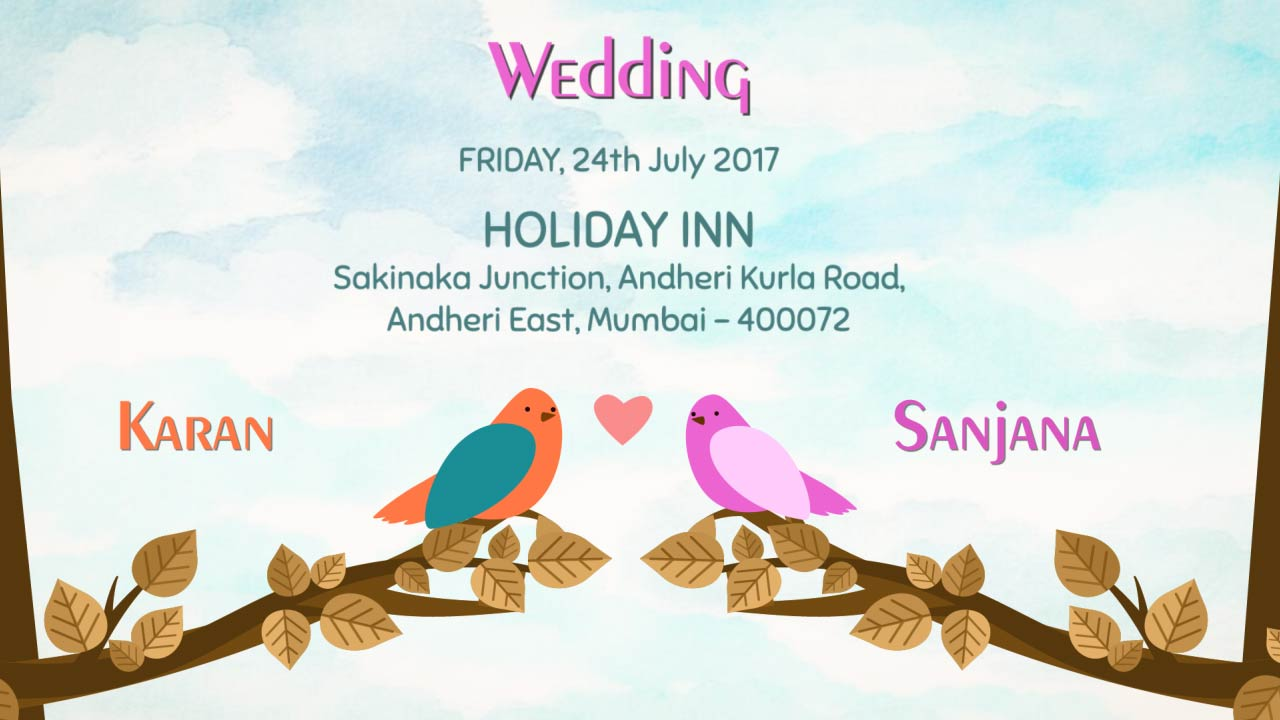 Wedding
FRIDAY, 24th July 2017
HOLIDAY INN
Sakinaka Junction, Andheri Kurla Road,
Andheri East, Mumbai – 400072
Karan
Sanjana